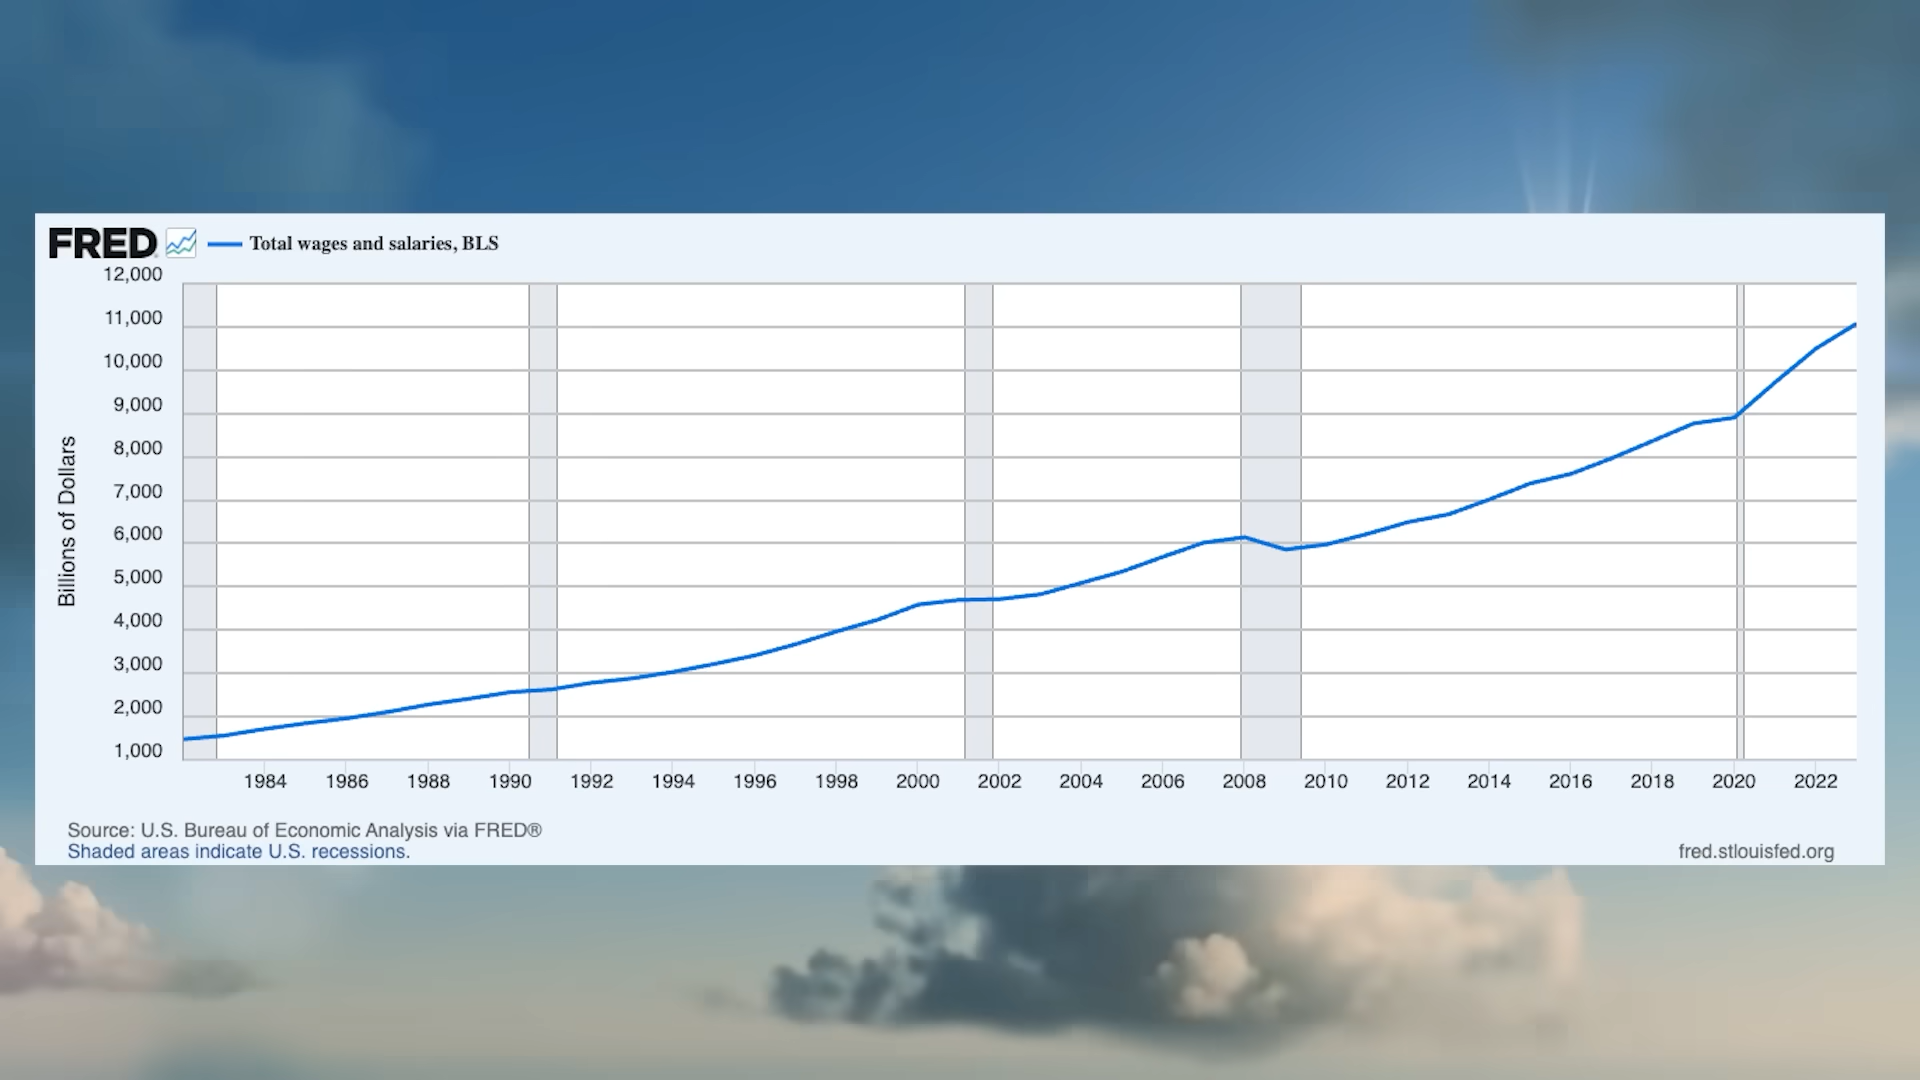 FRED Total wages and salaries, BLS
12,000
11,000
10,000
9,000
8,000
7,000
6,000
5,000
4,000
3,000
2,000
1,000
Billions of Dollars
1984 1986 1988 1990 1992 1994 1996 1998 2000 2002 2004 2006 2008 2010 2012 2014 2016 2018 2020 2022
Source: U.S. Bureau of Economic Analysis via FRED®
Shaded areas indicate U.S. recessions.
fred.stlouisfed.org